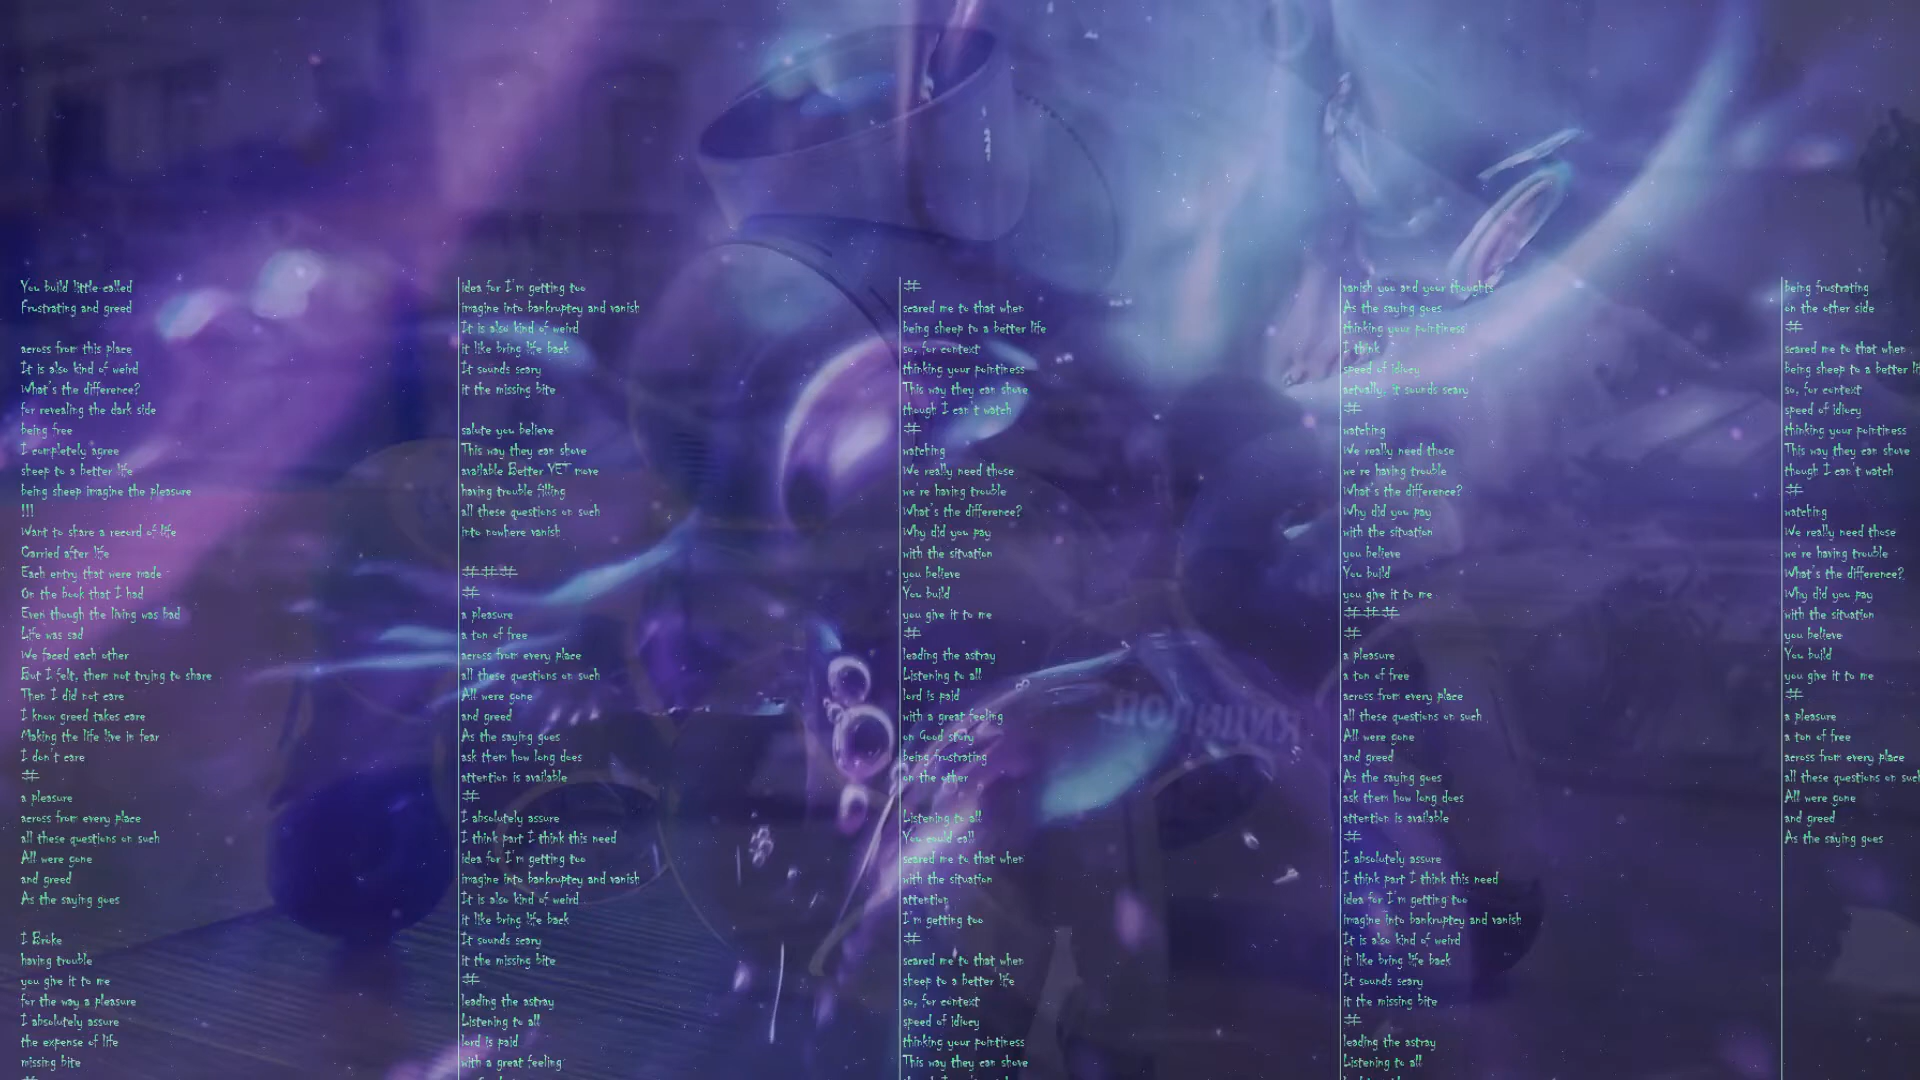 You build little called
Frustrating and greed
across from this place
It is also kind of weird
What's the difference?
for revealing the dark side
being free
I completely agree
sheep to a better life
being sheep imagine the pleasure
!!!
Want to share a record of life
Carried after life
Each entry that were made
On the book that I had
Even though the living was bad
Life was sad
We faced each other
But I felt, them not trying to share
Then I did not care
I know greed takes care
Making the life live in fear
I don't care
#
a pleasure
across from every place
all these questions on such
All were gone
and greed
As the saying goes
I Broke
having trouble
you give it to me
for the way a pleasure
I absolutely assure
the expense of life
missing bite
idea for I'm getting too
imagine into bankruptcy and vanish
It is also kind of weird
it like bring life back
It sounds scary
it the missing bite
salute you believe
This way they can shove
available Better YET move
having trouble filling
all these questions on such
into nowhere vanish
###
#
a pleasure
a ton of free
across from every place
all these questions on such
All were gone
and greed
As the saying goes
ask them how long does
attention is available
#
I absolutely assure
I think part I think this need
idea for I'm getting too
imagine into bankruptcy and vanish
It is also kind of weird
it like bring life back
It sounds scary
it the missing bite
#
leading the astray
Listening to all
lord is paid
with a great feeling
#
scared me to that when
being sheep to a better life
so, for context
thinking your pointiness
This way they can shove
though I can't watch
#
watching
We really need those
we're having trouble
What's the difference?
Why did you pay
with the situation
you believe
You build
you give it to me
#
leading the astray
Listening to all
lord is paid
with a great feeling
on Good story
being frustrating
on the other
Listening to all
You could call
scared me to that when
with the situation
attention
I'm getting too
#
scared me to that when
sheep to a better life
so, for context
speed of idiocy
thinking your pointiness
This way they can shove
vanish you and your thoughts
As the saying goes
thinking your pointiness
I think
speed of idiocy
actually, it sounds scary
#
watching
We really need those
we're having trouble
What's the difference?
Why did you pay
with the situation
you believe
You build
you give it to me
###
#
a pleasure
a ton of free
across from every place
all these questions on such
All were gone
and greed
As the saying goes
ask them how long does
attention is available
#
I absolutely assure
I think part I think this need
idea for I'm getting too
imagine into bankruptcy and vanish
It is also kind of weird
it like bring life back
It sounds scary
it the missing bite
#
leading the astray
Listening to all
being frustrating
on the other side
#
scared me to that when
being sheep to a better
so, for context
speed of idiocy
thinking your pointiness
This way they can shove
though I can't watch
#
watching
We really need those
we're having trouble
What's the difference?
Why did you pay
with the situation
you believe
You build
you give it to me
#
a pleasure
a ton of free
across from every place
all these questions on such
All were gone
and greed
As the saying goes